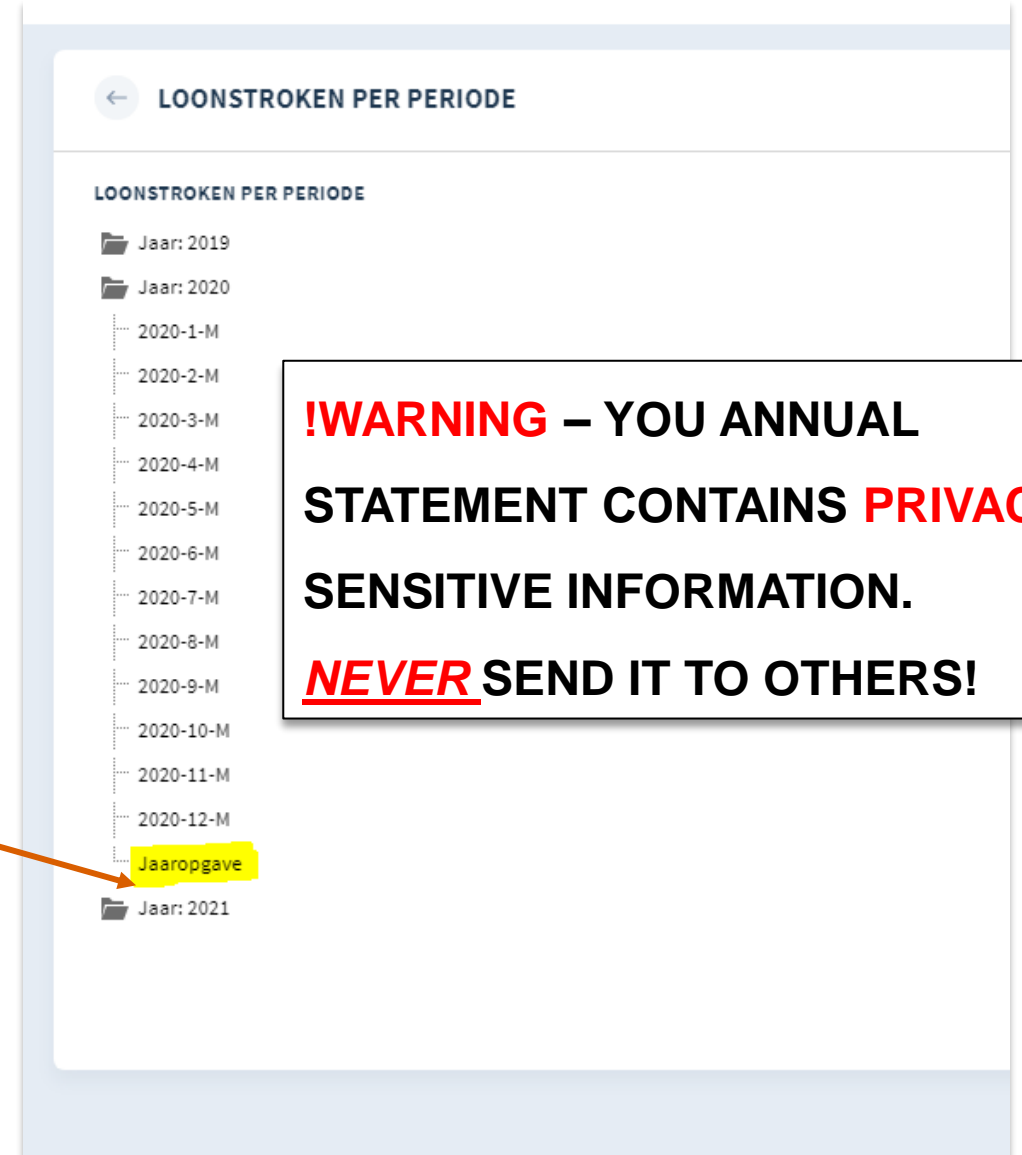 LOONSTROKEN PER PERIODE
LOONSTROKEN PER PERIODE
Jaar: 2019
Jaar: 2020
2020-1-M
2020-2-M
2020-3-M
2020-4-M
2020-5-M
2020-6-M
2020-7-M
2020-8-M
2020-9-M
2020-10-M
2020-11-M
2020-12-M
Jaaropgave
Jaar: 2021
!WARNING – YOU ANNUAL
STATEMENT CONTAINS
SENSITIVE INFORMATION.
NEVER SEND IT TO OTHERS!